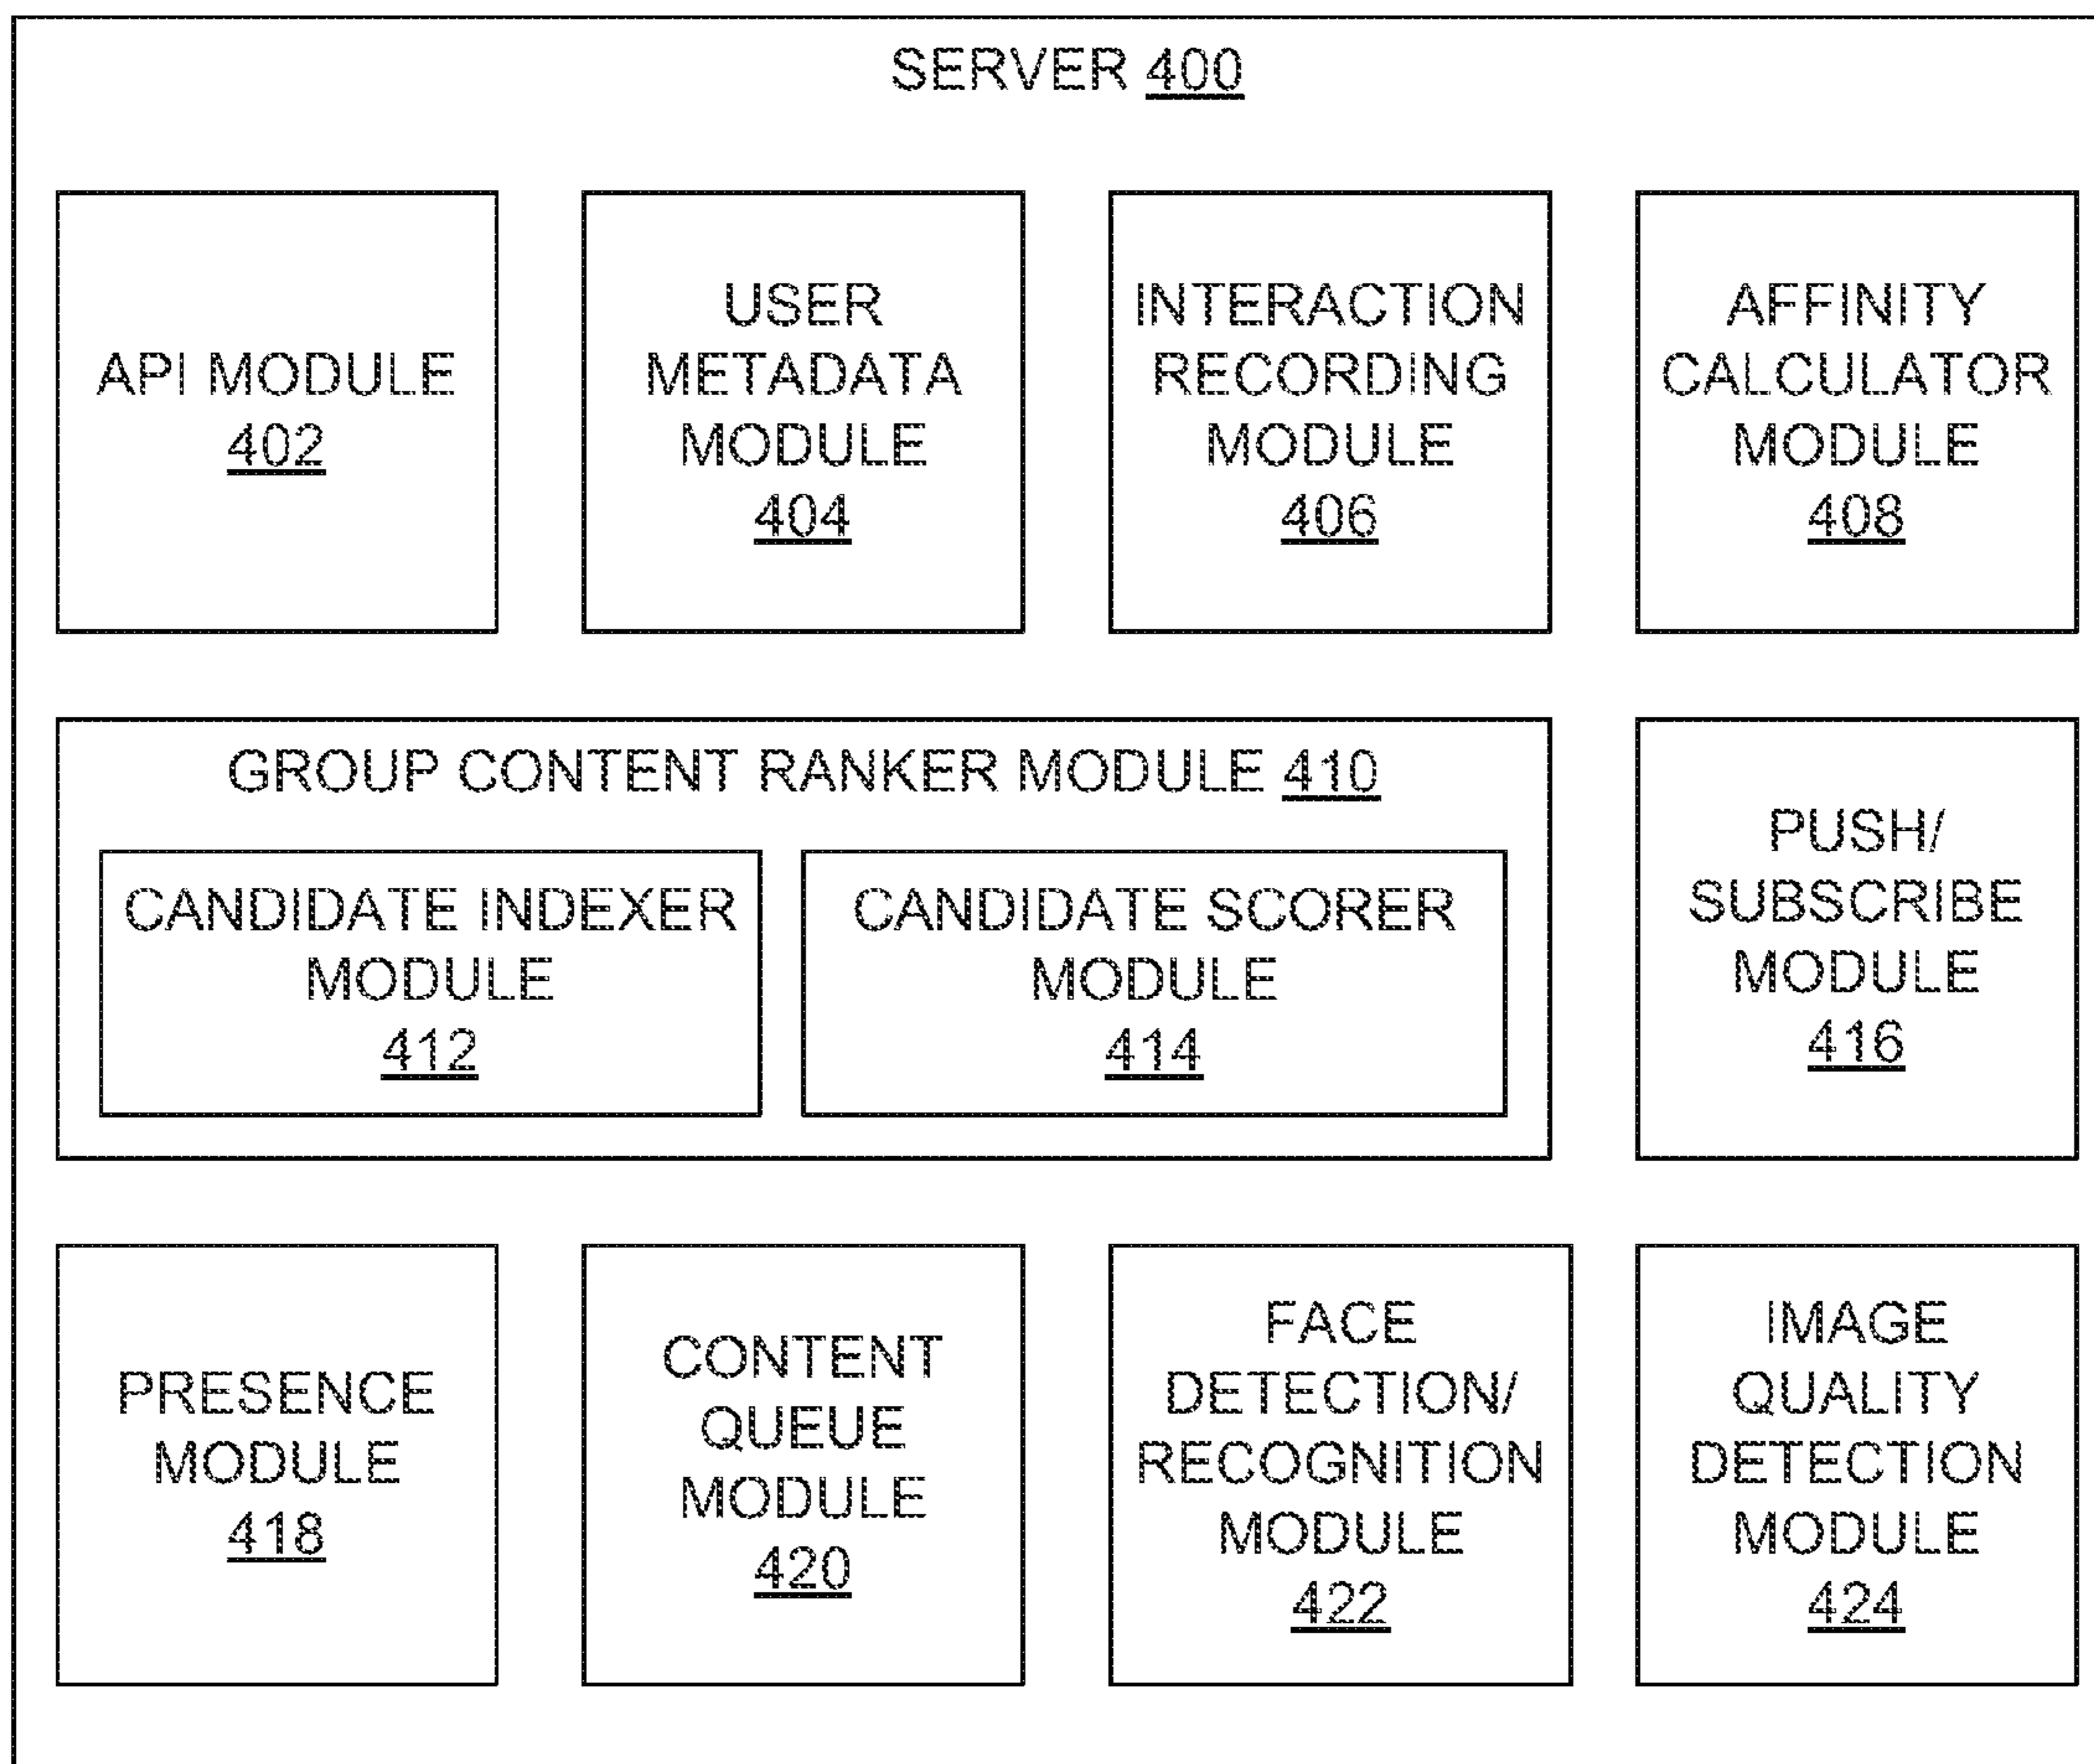 SERVER 400
API MODULE
402
USER
METADATA
MODULE
404
INTERACTION
RECORDING
MODULE
406
AFFINITY
CALCULATOR
MODULE
408
GROUP CONTENT RANKER MODULE 410
CANDIDATE INDEXER
MODULE
412
CANDIDATE SCORER
MODULE
414
PUSH/
SUBSCRIBE
MODULE
416
PRESENCE
MODULE
418
CONTENT
QUEUE
MODULE
420
FACE
DETECTION/
RECOGNITION
MODULE
422
IMAGE
QUALITY
DETECTION
MODULE
424